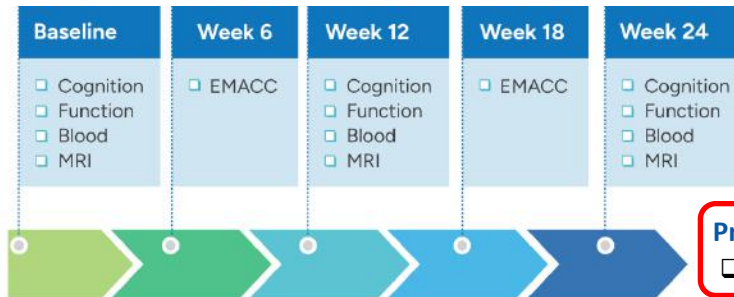 Baseline
Cognition
Function
Blood
MRI
Week 6
EMACC
Week 12
Cognition
Function
Blood
MRI
Week 18
EMACC
Week 24
Cognition
Function
Blood
MRI
Pr